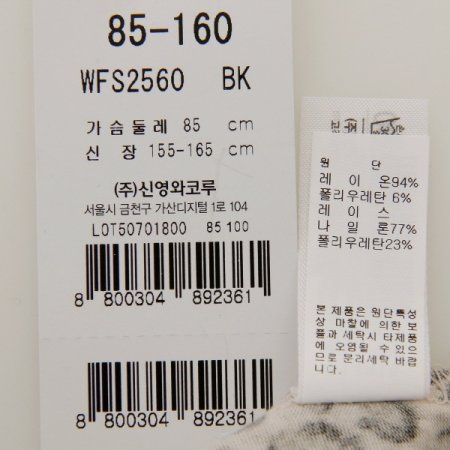 85-160
WFS2560 BK
가슴둘레 85 cm
신 장 155-165 cm
(주)신영와코루
서울시 금천구 가산디지털 1로 104
LOT50701800 85 100
8 800304 892361
8 800304 892361
원 단
레 이 온94%
폴리우레탄 6%
레 이 스
나 일 론77%
폴리우레탄23%
본 제품은 원단특성
상 마찰에 의한 보
풀과 세탁시 타제품
에 오염될 수 있으
므로 분리세탁 바랍
니다.